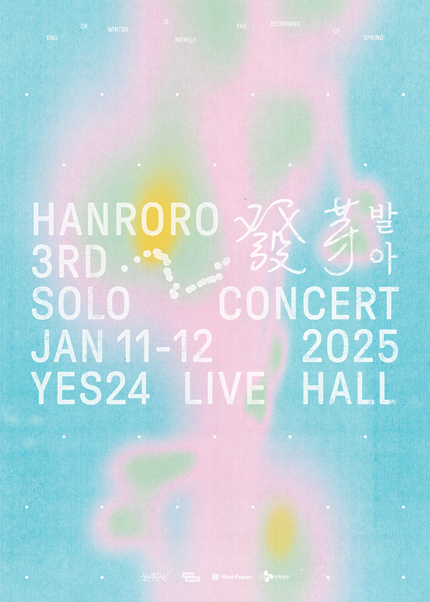 END OF WINTER IS MERELY THE BEGINNING OF SPRING
HANRORO 發芽 발아
3RD
SOLO CONCERT
JAN 11-12 2025
YES24 LIVE HALL
Mint Paper